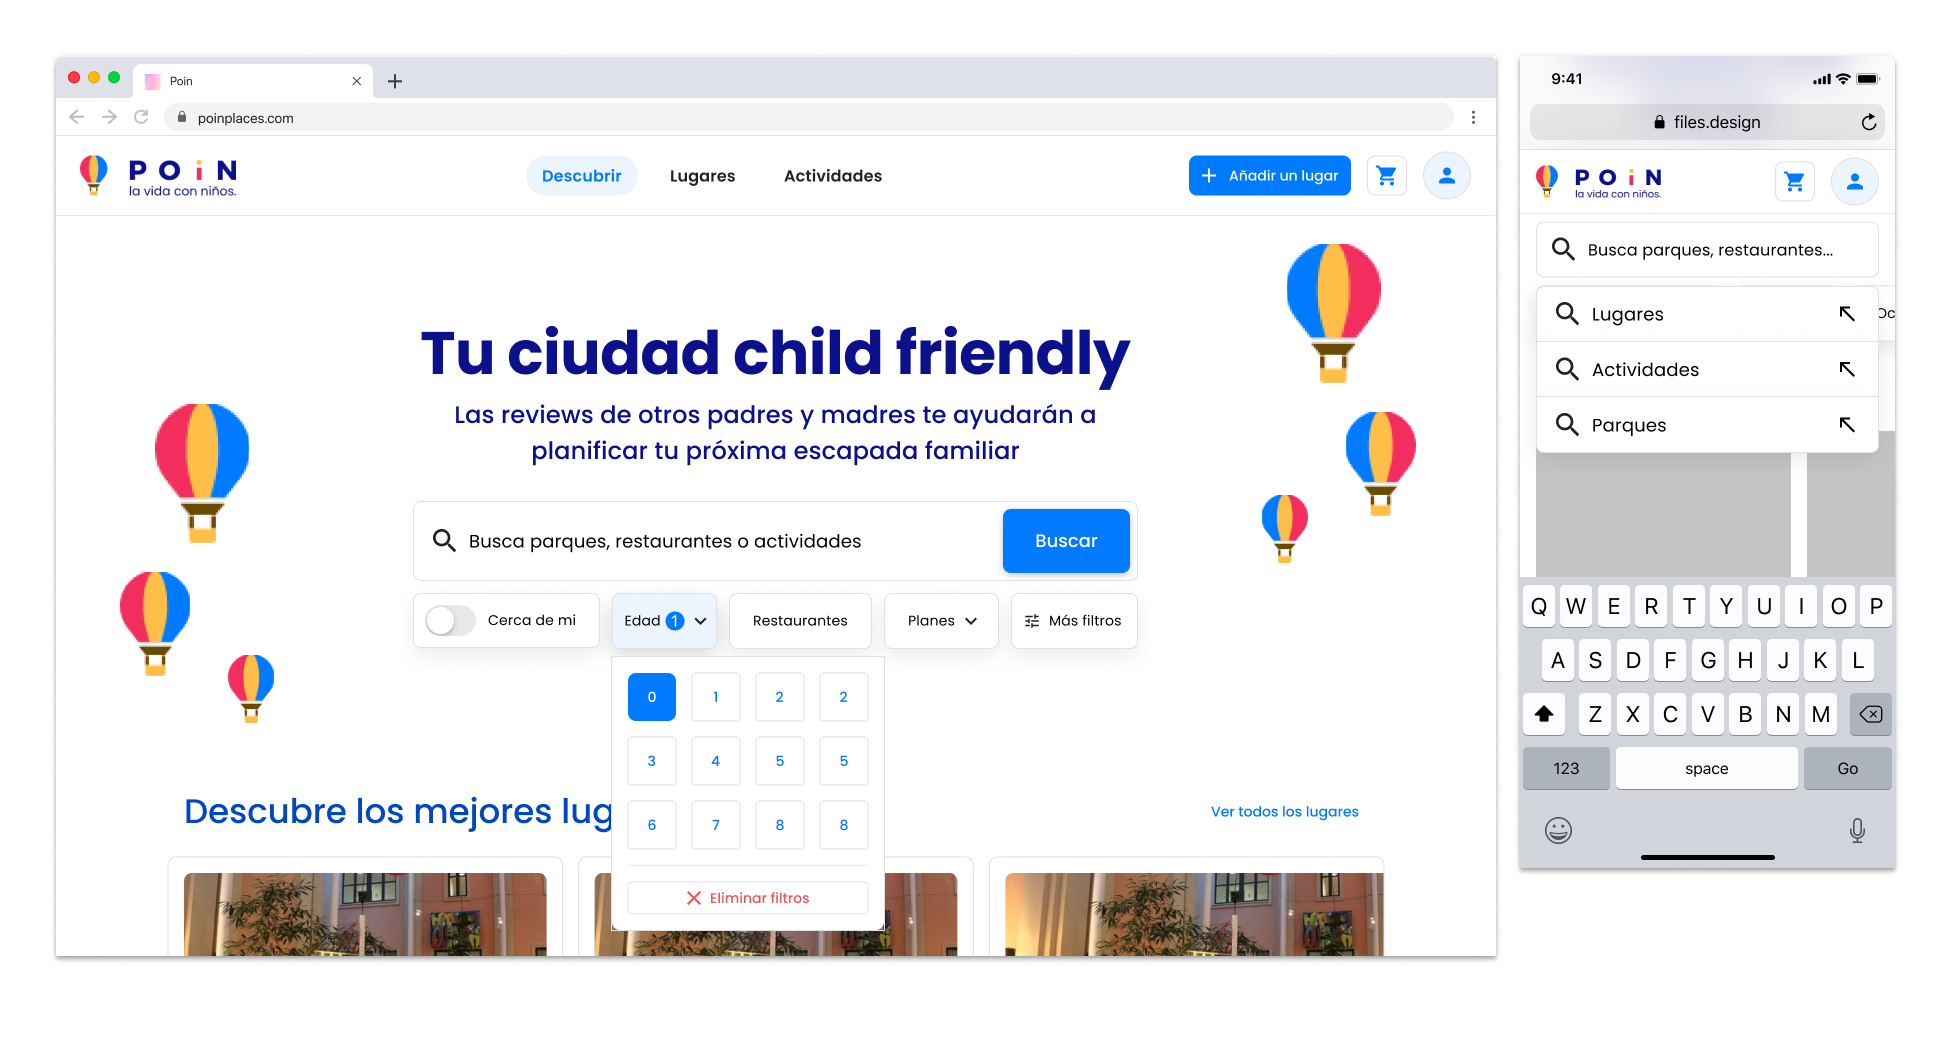 Poin
poinplaces.com
POiN
la vida con niños.
Descubrir
Lugares
Actividades
Añadir un lugar
Tu ciudad child friendly
Las reviews de otros padres y madres te ayudarán a
planificar tu próxima escapada familiar
Busca parques, restaurantes o actividades
Buscar
Cerca de mi
Edad 1
Restaurantes
Planes
Más filtros
0 1 2 2
3 4 5 5
6 7 8 8
Eliminar filtros
Descubre los mejores lug
Ver todos los lugares
9:41
files.design
POiN
la vida con niños.
Busca parques, restaurantes...
Lugares
Oc
Actividades
Parques
Q W E R T Y U I O P
A S D F G H J K L
Z X C V B N M
123 space Go